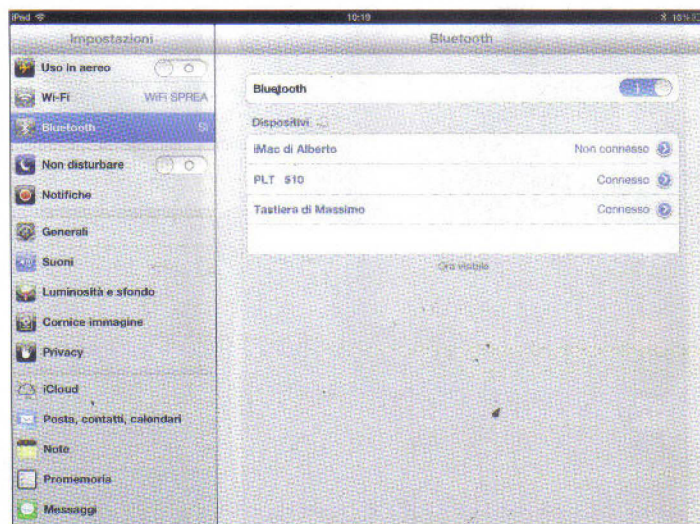 iPad 10:19
Impostazioni
Uso in aereo
Wi-Fi WiFi SPREA
Bluetooth Sì
Non disturbare
Notifiche
Generali
Suoni
Luminosità e sfondo
Cornice immagine
Privacy
iCloud
Posta, contatti, calendari
Note
Promemoria
Messaggi
Bluetooth
Bluetooth
Dispositivi
iMac di Alberto Non connesso
PLT 510 Connesso
Tastiera di Massimo Connesso
Ora visibile